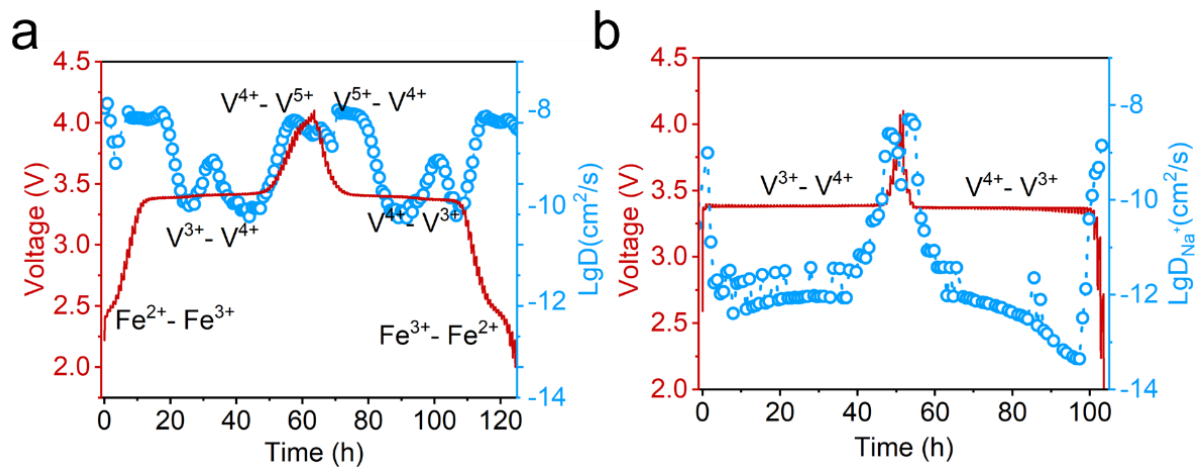 a
4.5
4.0
3.5
3.0
2.5
2.0
Voltage (V)
0 20 40 60 80 100 120
Time (h)
-8
-10
-12
-14
LgD(cm²/s)
V⁴⁺- V⁵⁺ V⁵⁺- V⁴⁺
V³⁺- V⁴⁺
V⁴⁺- V³⁺
Fe²⁺- Fe³⁺
Fe³⁺- Fe²⁺
b
4.5
4.0
3.5
3.0
2.5
2.0
Voltage (V)
0 20 40 60 80 100
Time (h)
-8
-10
-12
-14
LgD_Na⁺(cm²/s)
V³⁺- V⁴⁺ V⁴⁺- V³⁺